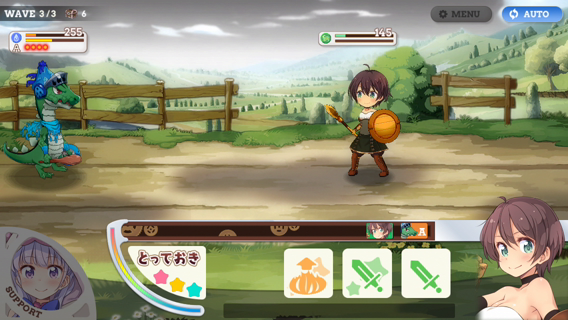 WAVE 3/3 6
MENU
AUTO
255
A
145
A
とっておき
SUPPORT